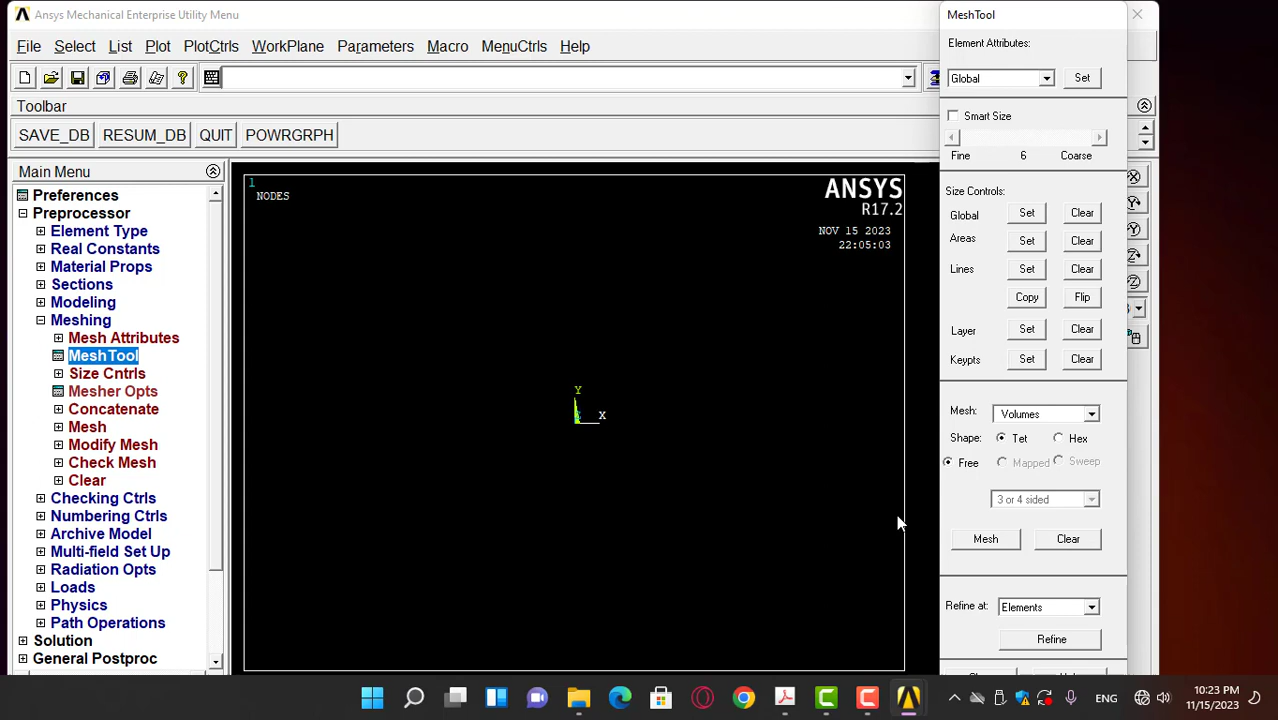 Ansys Mechanical Enterprise Utility Menu
File Select List Plot PlotCtrls WorkPlane Parameters Macro MenuCtrls Help
Toolbar
SAVE_DB RESUM_DB QUIT POWRGRPH
Main Menu
Preferences
Preprocessor
Element Type
Real Constants
Material Props
Sections
Modeling
Meshing
Mesh Attributes
MeshTool
Size Cntrls
Mesher Opts
Concatenate
Mesh
Modify Mesh
Check Mesh
Clear
Checking Ctrls
Numbering Ctrls
Archive Model
Multi-field Set Up
Radiation Opts
Loads
Physics
Path Operations
Solution
General Postproc
1
NODES
ANSYS
R17.2
NOV 15 2023
22:05:03
Y
X
MeshTool
Element Attributes:
Global Set
Smart Size
Fine 6 Coarse
Size Controls:
Global Set Clear
Areas Set Clear
Lines Set Clear
Copy Flip
Layer Set Clear
Keypts Set Clear
Mesh: Volumes
Shape: Tet Hex
Free Mapped Sweep
3 or 4 sided
Mesh Clear
Refine at: Elements
Refine
ENG
10:23 PM
11/15/2023